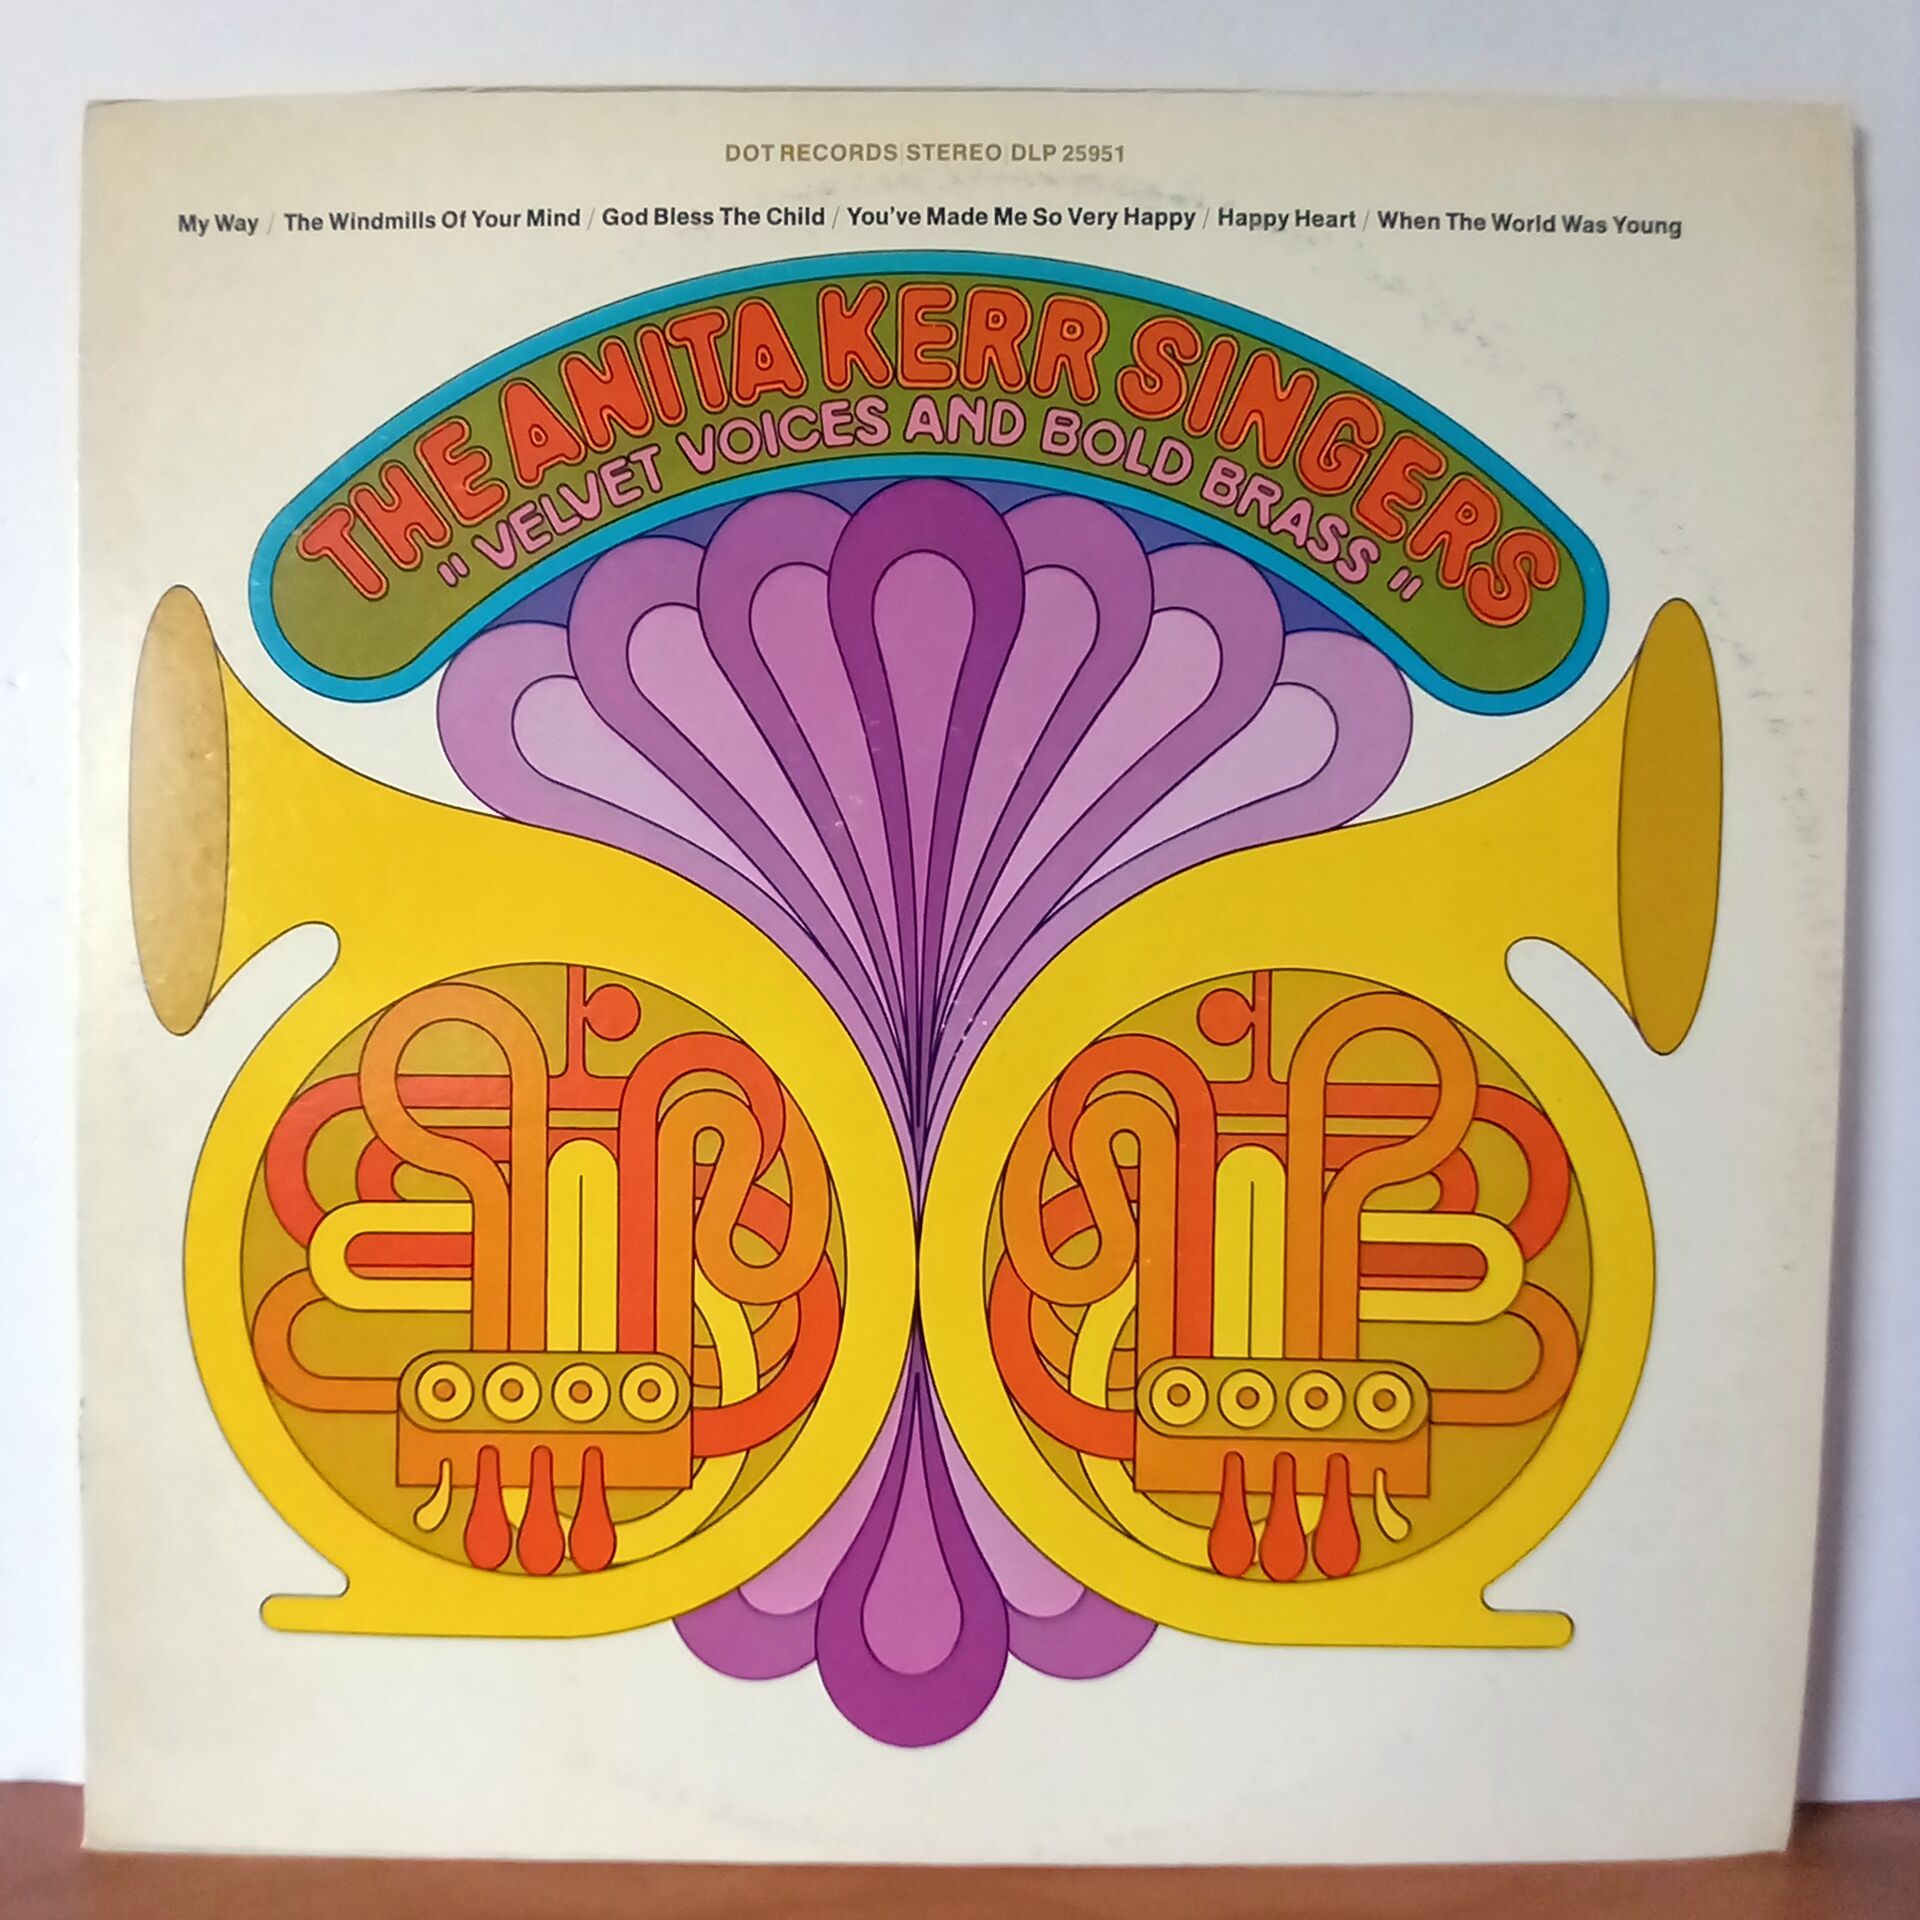 DOT RECORDS|STEREO|DLP 25951
My Way / The Windmills Of Your Mind / God Bless The Child / You've Made Me So Very Happy / Happy Heart / When The World Was Young
THE ANITA KERR SINGERS
"VELVET VOICES AND BOLD BRASS"